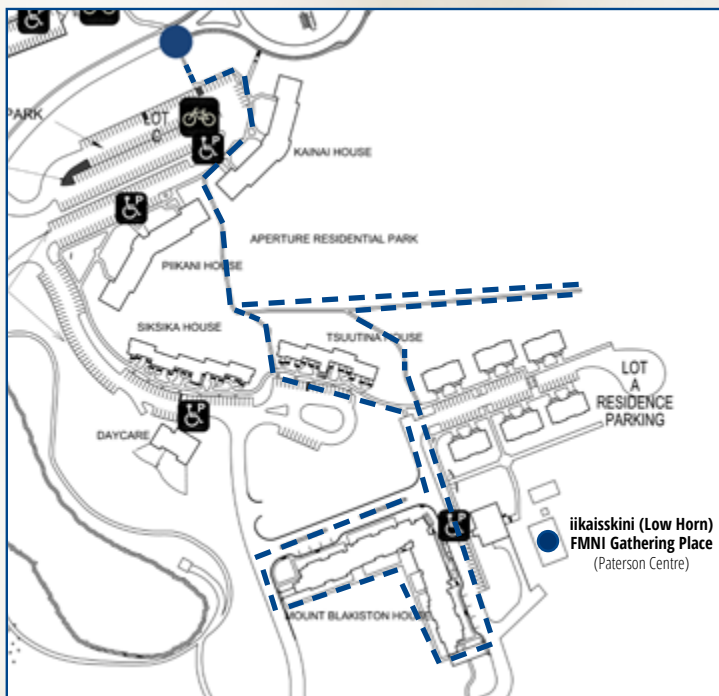 PARK
LOT
C
P
KAINAI HOUSE
P
APERTURE RESIDENTIAL PARK
PIIKANI HOUSE
SIKSIKA HOUSE
TSUUTINA HOUSE
LOT
A
RESIDENCE
PARKING
P
DAYCARE
P
iikaisskini (Low Horn)
FMNI Gathering Place
(Paterson Centre)
MOUNT BLAKISTON HOUSE